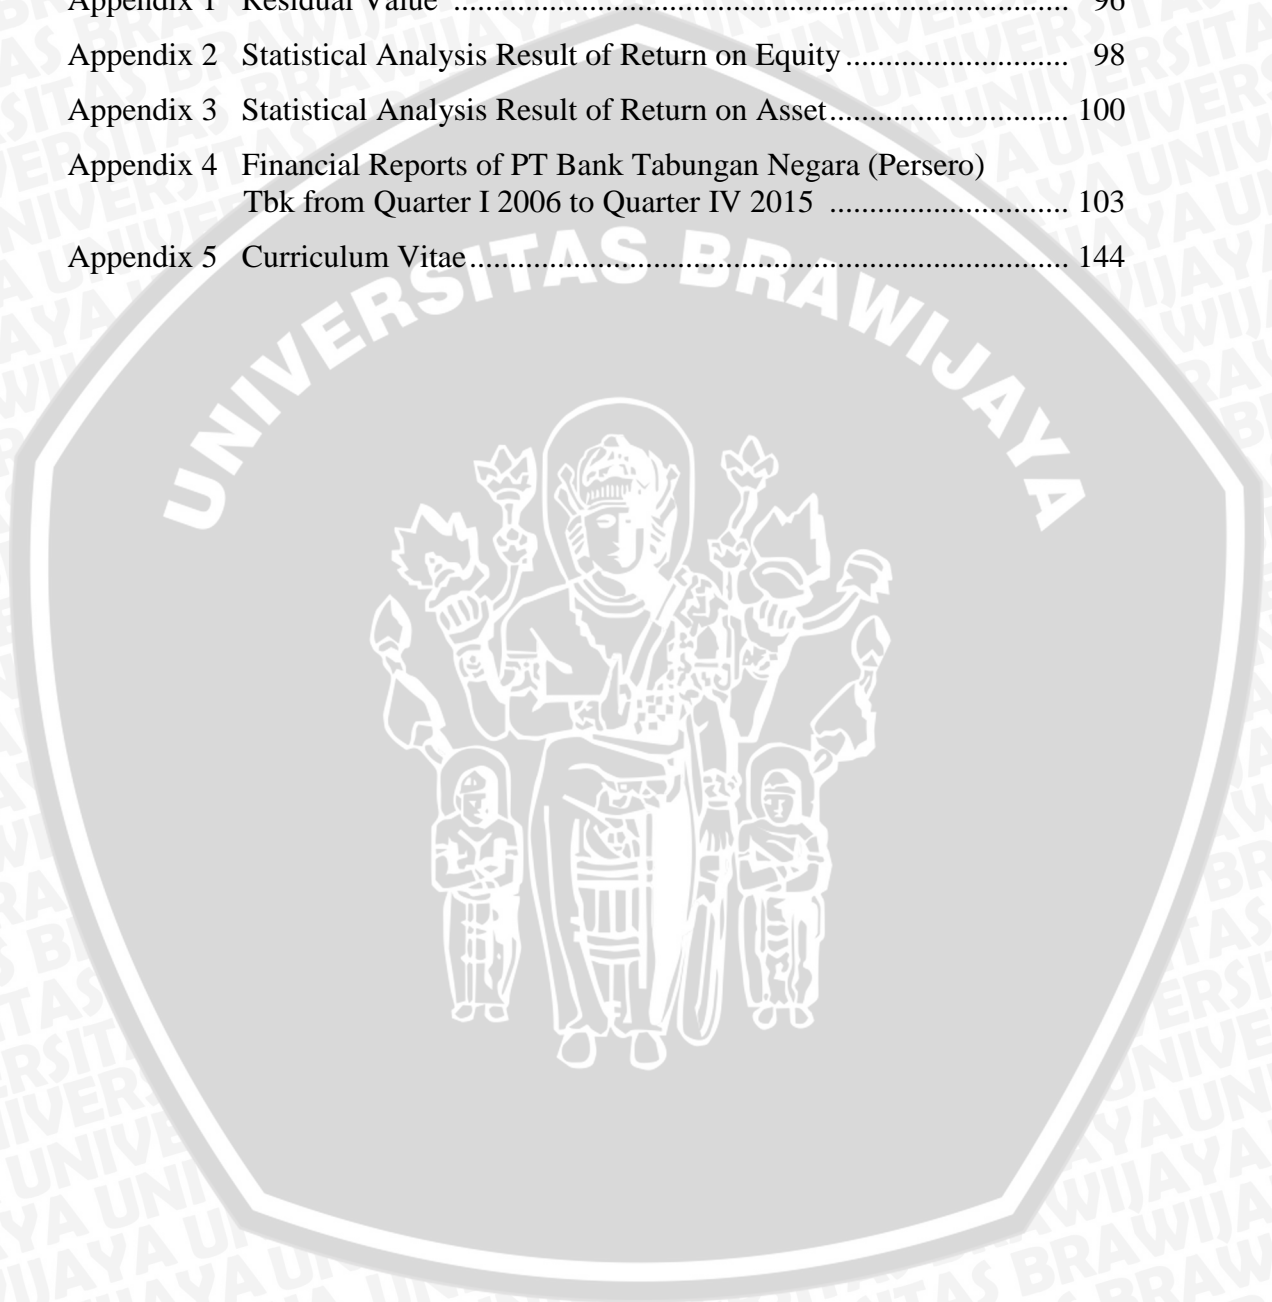 Appendix 1 Residual Value ............................................................................. 96
Appendix 2 Statistical Analysis Result of Return on Equity ............................ 98
Appendix 3 Statistical Analysis Result of Return on Asset .............................. 100
Appendix 4 Financial Reports of PT Bank Tabungan Negara (Persero)
Tbk from Quarter I 2006 to Quarter IV 2015 .............................. 103
Appendix 5 Curriculum Vitae ........................................................................... 144
UNIVERSITAS BRAWIJAYA